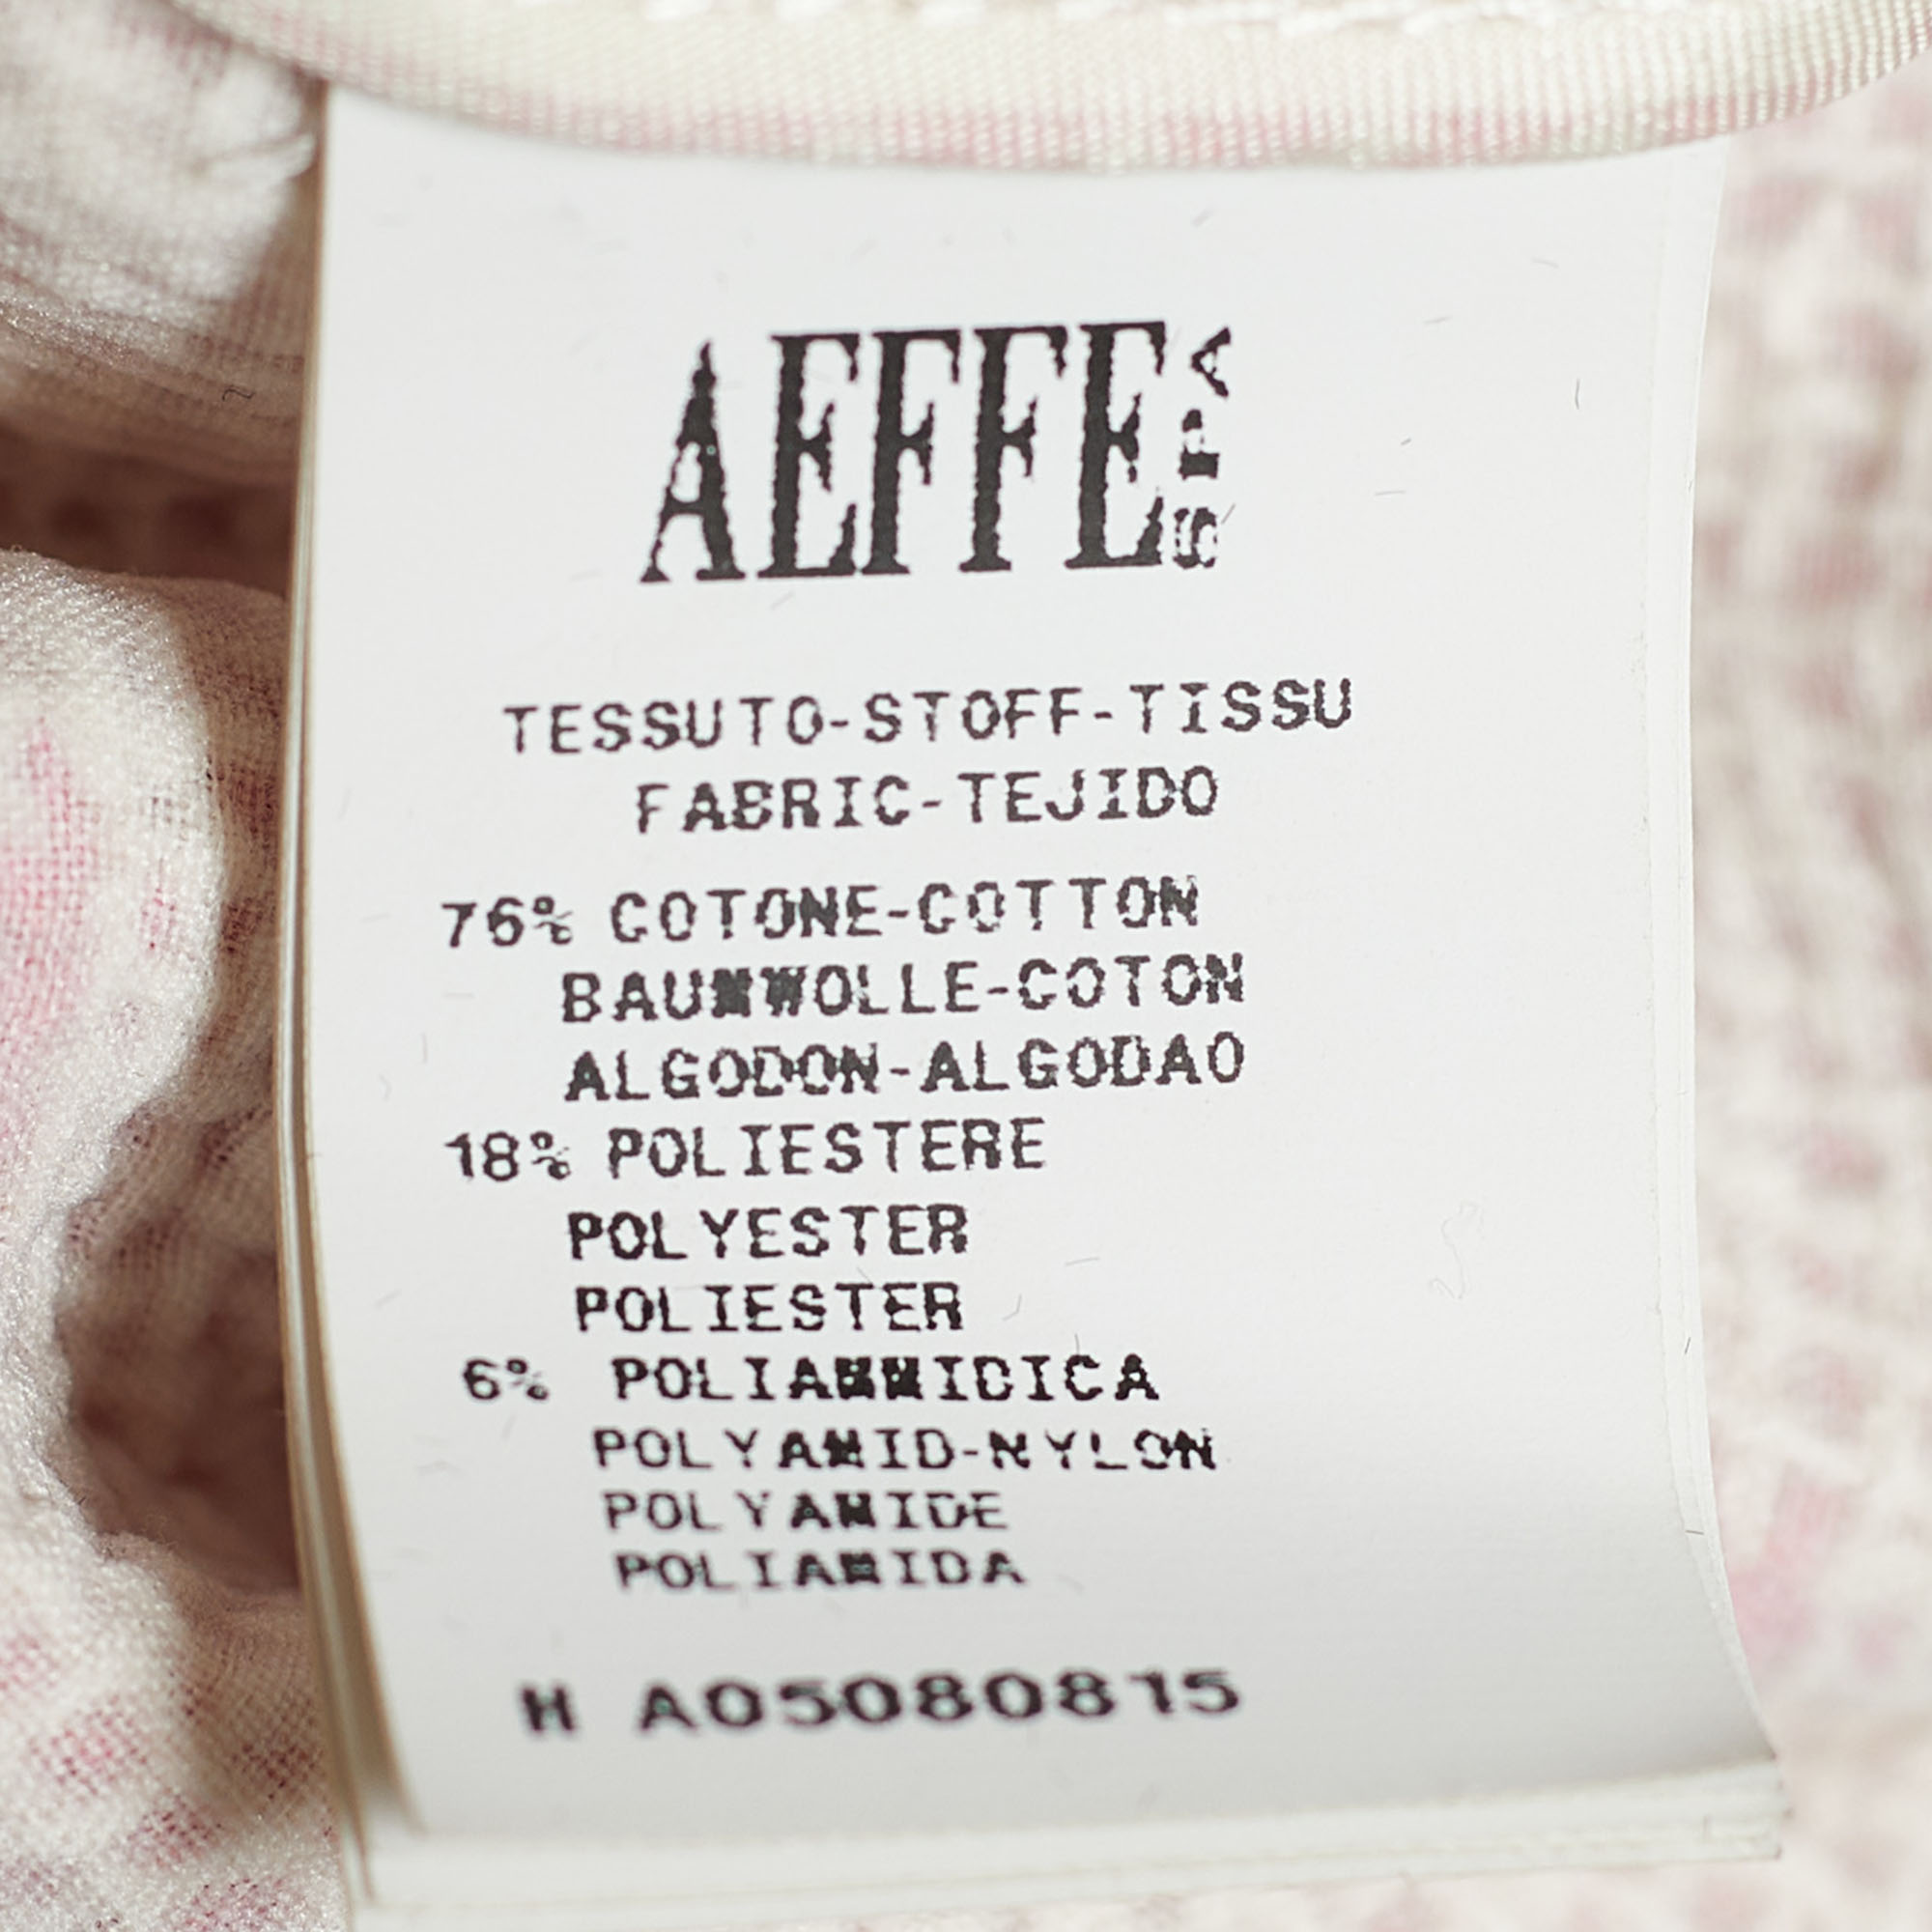 AEFFE SPA
TESSUTO-STOFF-TISSU
FABRIC-TEJIDO
76% COTONE-COTTON
BAUMWOLLE-COTON
ALGODON-ALGODAO
18% POLIESTERE
POLYESTER
POLIESTER
6% POLIAMMIDICA
POLYAMID-NYLON
POLYAMIDE
POLIAMIDA
H A05080815